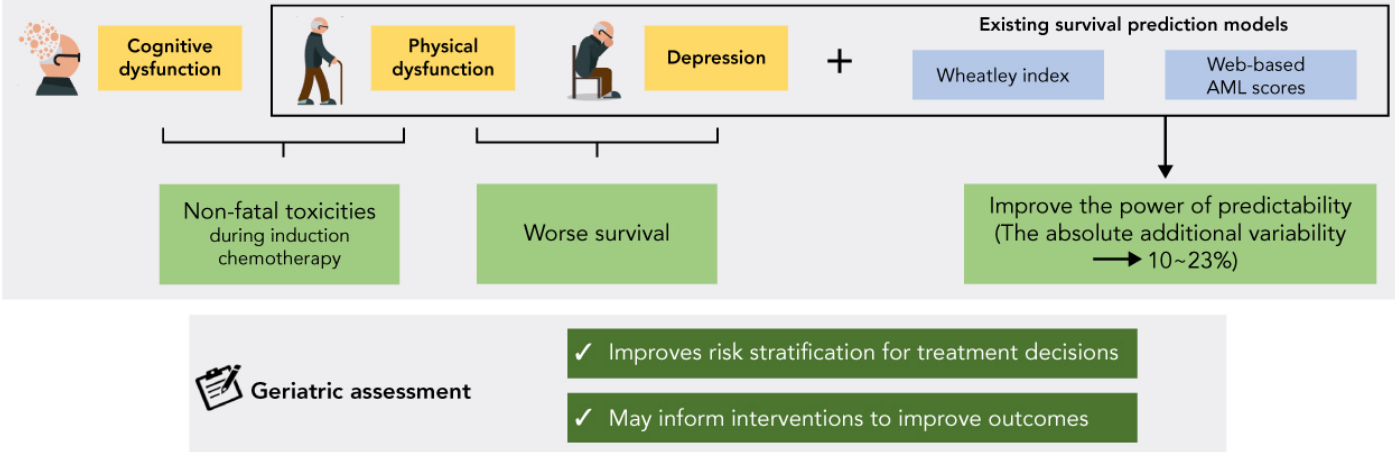 Cognitive
dysfunction
Physical
dysfunction
Depression
+
Existing survival prediction models
Wheatley index
Web-based
AML scores
Non-fatal toxicities
during induction
chemotherapy
Worse survival
Improve the power of predictability
(The absolute additional variability
→ 10~23%)
Geriatric assessment
✓ Improves risk stratification for treatment decisions
✓ May inform interventions to improve outcomes